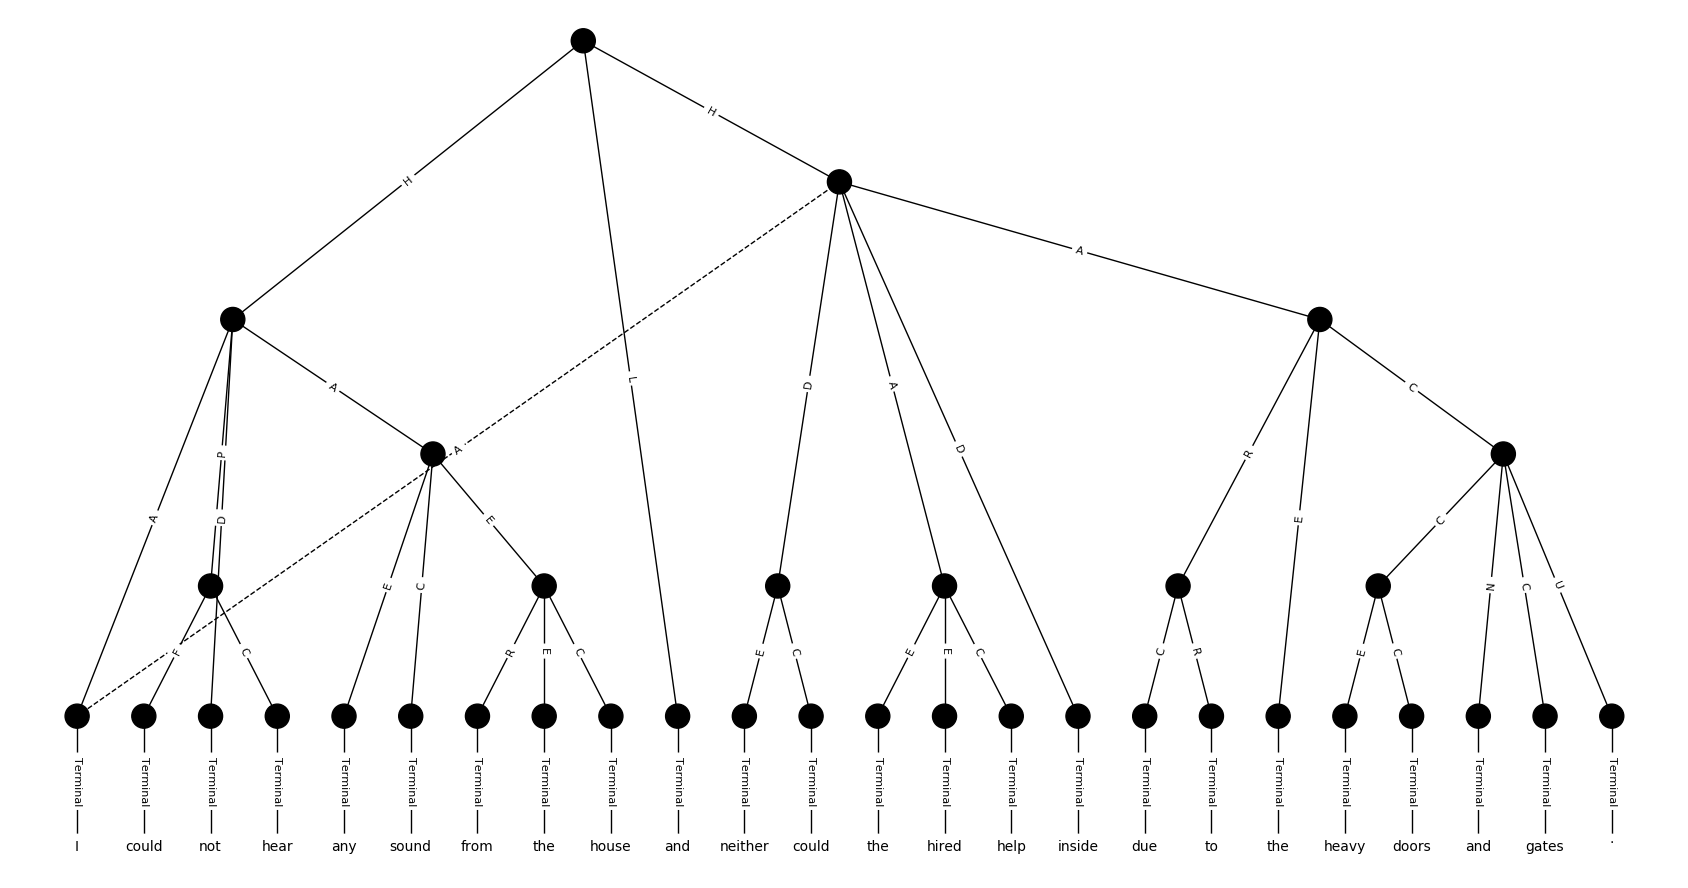 H
H
A
L
A
P
D
A
A
D
A
D
R
E
C
E
C
E
F
C
R
E
C
E
C
E
E
C
C
R
C
N
C
U
E
C
Terminal Terminal Terminal Terminal Terminal Terminal Terminal Terminal Terminal Terminal Terminal Terminal Terminal Terminal Terminal Terminal Terminal Terminal Terminal Terminal Terminal Terminal Terminal Terminal
I could not hear any sound from the house and neither could the hired help inside due to the heavy doors and gates .